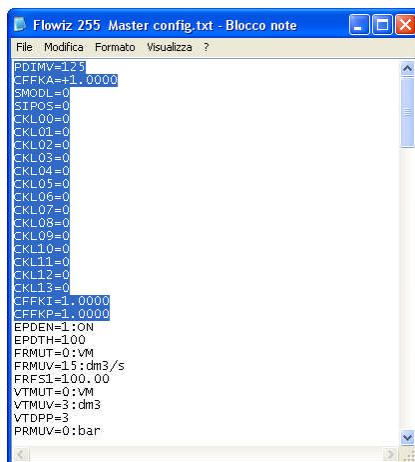 Flowiz 255 Master config.txt - Blocco note
File Modifica Formato Visualizza ?
PDIMV=125
CFFKA=+1.0000
SMODL=0
SIPOS=0
CKL00=0
CKL01=0
CKL02=0
CKL03=0
CKL04=0
CKL05=0
CKL06=0
CKL07=0
CKL08=0
CKL09=0
CKL10=0
CKL11=0
CKL12=0
CKL13=0
CFFKI=1.0000
CFFKP=1.0000
EPDEN=1:ON
EPDTH=100
FRMUT=0:VM
FRMUV=15:dm3/s
FRFS1=100.00
VTMUT=0:VM
VTMUV=3:dm3
VTDPP=3
PRMUV=0:bar